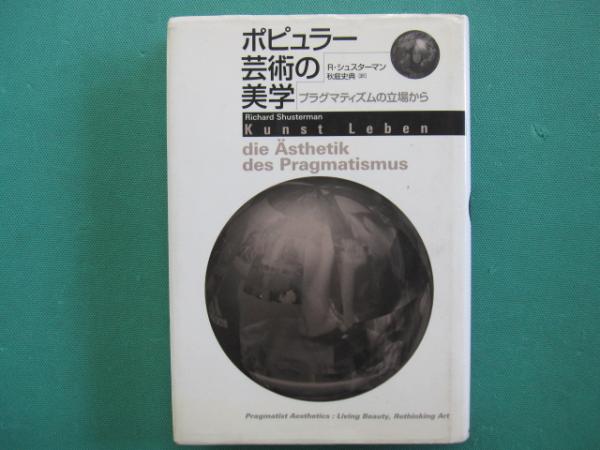 ポピュラー
芸術の
美学
R・シュスターマン
秋庭史典〈訳〉
プラグマティズムの立場から
Richard Shusterman
Kunst Leben
die Ästhetik
des Pragmatismus
Pragmatist Aesthetics : Living Beauty, Rethinking Art